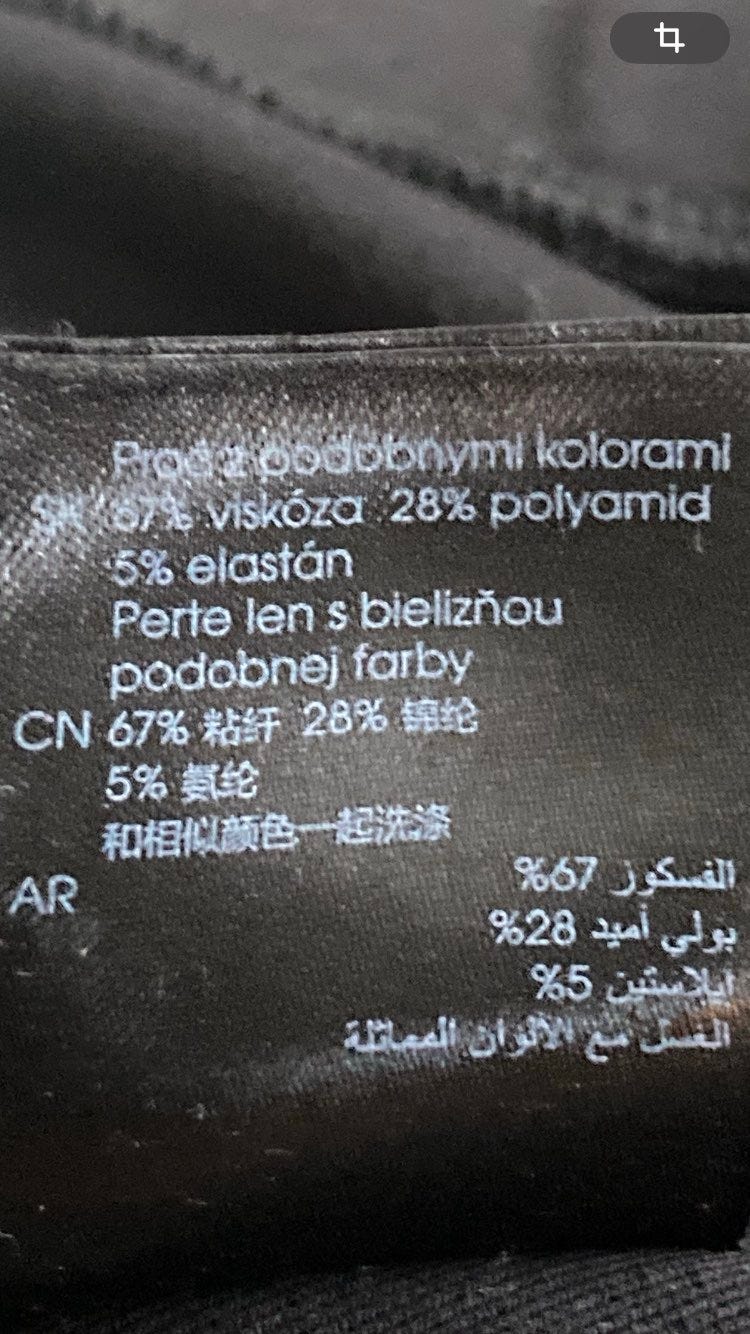 Prać z podobnymi kolorami
SK 67% viskóza 28% polyamid
5% elastán
Perte len s bielizňou
podobnej farby
CN 67% 粘纤 28% 锦纶
5% 氨纶
和相似颜色一起洗涤
AR الفسكوز 67%
بولي أميد 28%
ايلاستين 5%
الغسل مع الألوان المماثلة